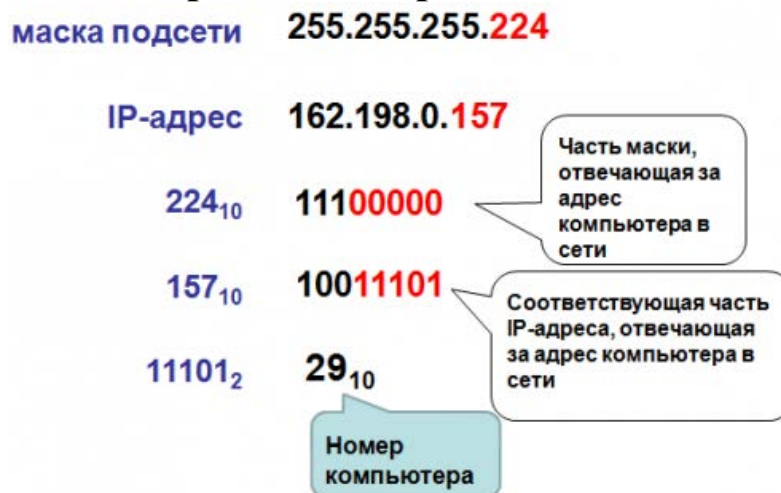 маска подсети 255.255.255.224
IP-адрес 162.198.0.157
Часть маски,
отвечающая за
адрес
компьютера в
сети
224₁₀ 11100000
157₁₀ 10011101
Соответствующая часть
IP-адреса, отвечающая
за адрес компьютера в
сети
11101₂ 29₁₀
Номер
компьютера